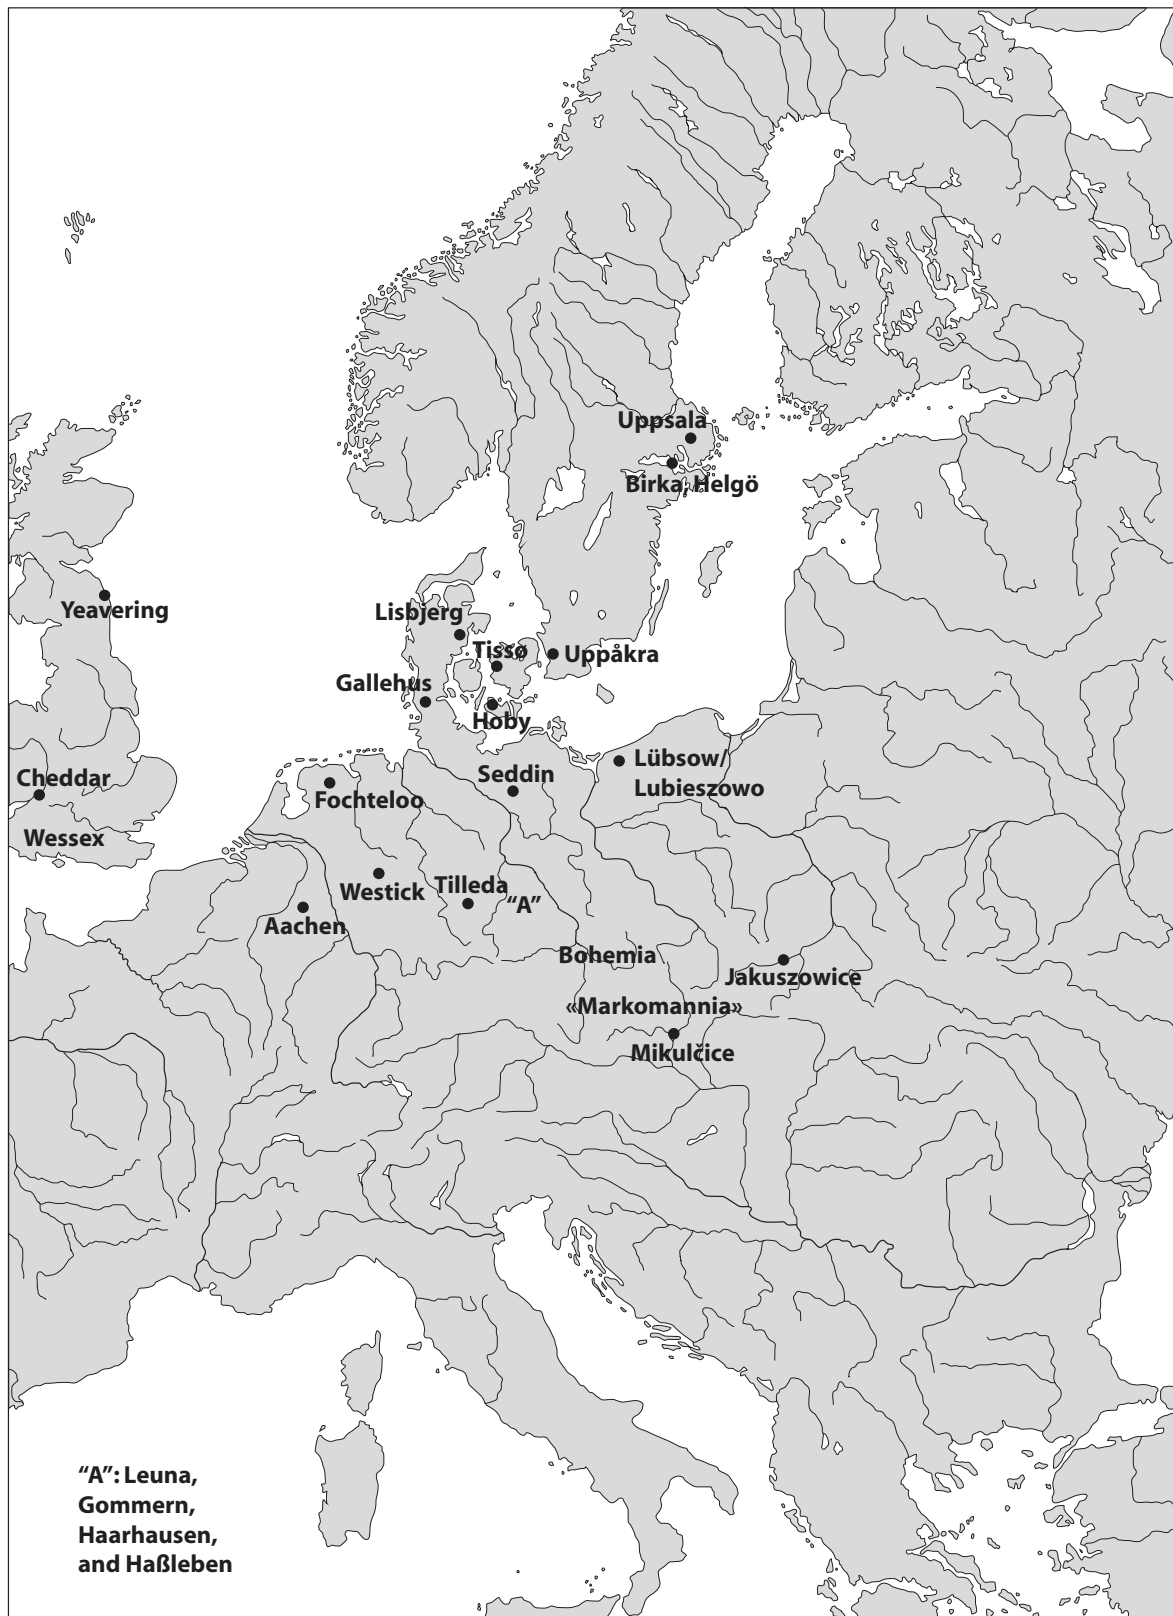 Uppsala
Birka, Helgö
Yeavering
Lisbjerg
Tissø
Uppåkra
Gallehus
Hoby
Cheddar
Seddin
Lübsow/
Lubieszowo
Fochteloo
Wessex
Westick
Tilleda
“A”
Aachen
Bohemia
Jakuszowice
«Markomannia»
Mikulčice
“A”: Leuna,
Gommern,
Haarhausen,
and Haßleben